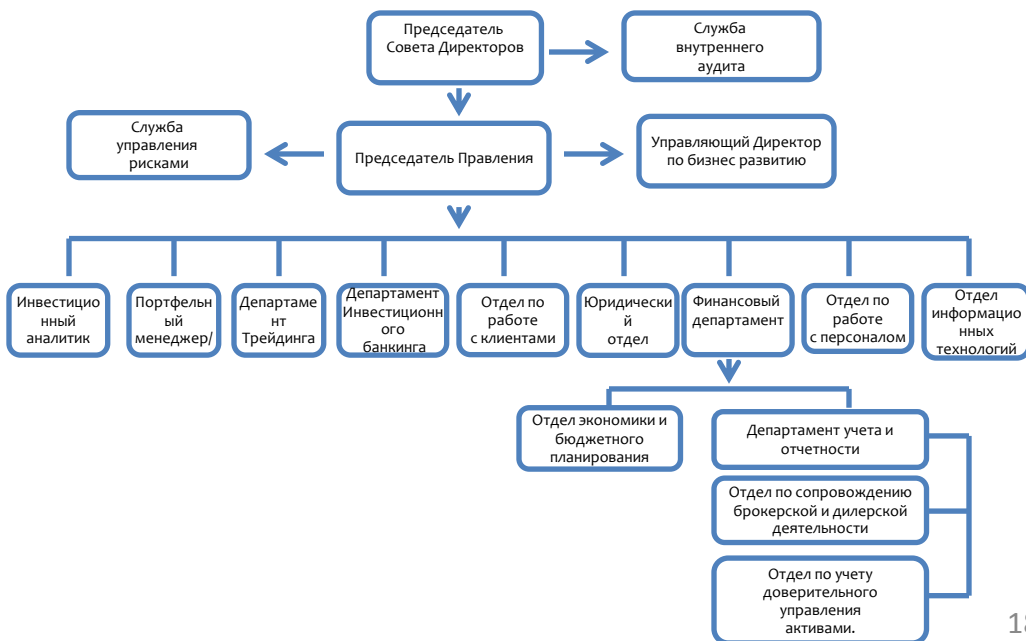 Председатель
Совета Директоров
Служба
внутреннего
аудита
Служба
управления
рисками
Председатель Правления
Управляющий Директор
по бизнес развитию
Инвестицио
нный
аналитик
Портфельн
ый
менеджер/
Департаме
нт
Трейдинга
Департамент
Инвестиционн
ого
банкинга
Отдел по
работе
с клиентами
Юридически
й
отдел
Финансовый
департамент
Отдел по
работе
с персоналом
Отдел
информацио
нных
технологий
Отдел экономики и
бюджетного
планирования
Департамент учета и
отчетности
Отдел по сопровождению
брокерской и дилерской
деятельности
Отдел по учету
доверительного
управления
активами.